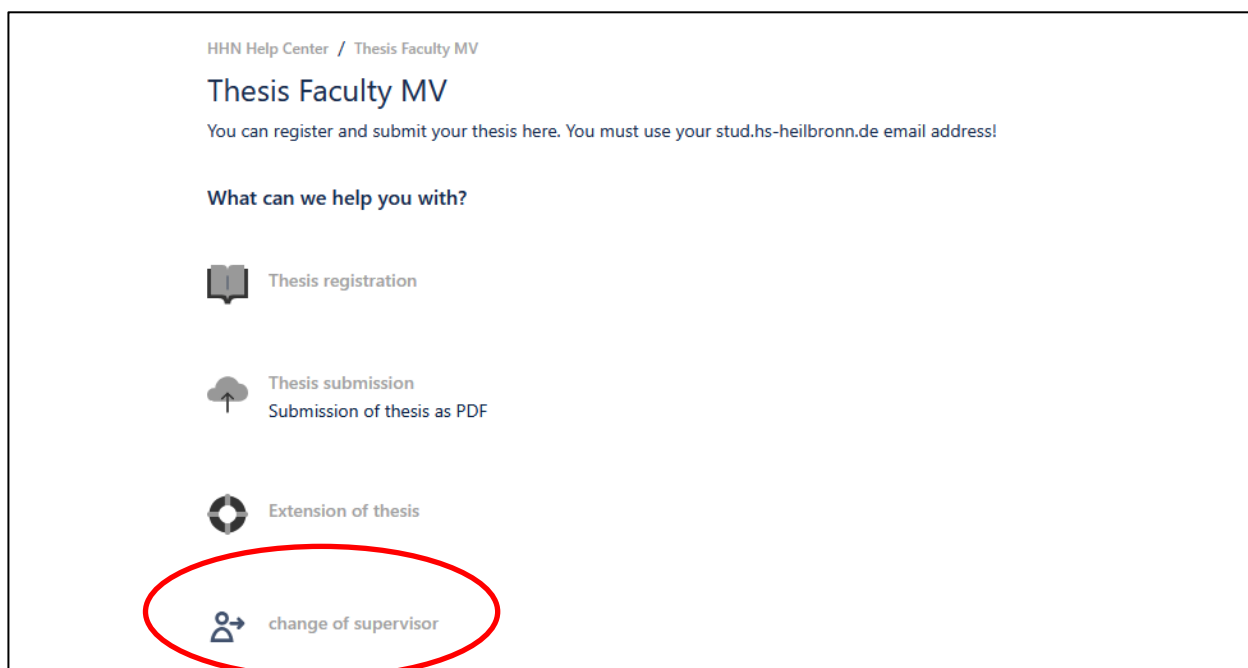 HHN Help Center / Thesis Faculty MV
Thesis Faculty MV
You can register and submit your thesis here. You must use your stud.hs-heilbronn.de email address!
What can we help you with?
Thesis registration
Thesis submission
Submission of thesis as PDF
Extension of thesis
change of supervisor